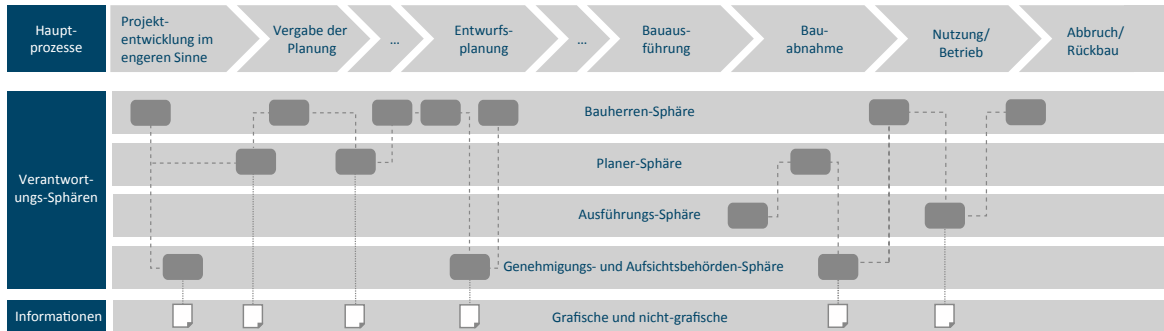 Haupt-
prozesse
Projekt-
entwicklung im
engeren Sinne
Vergabe der
Planung
...
Entwurfs-
planung
...
Bauaus-
führung
Bau-
abnahme
Nutzung/
Betrieb
Abbruch/
Rückbau
Verantwort-
ungs-Sphären
Bauherren-Sphäre
Planer-Sphäre
Ausführungs-Sphäre
Genehmigungs- und Aufsichtsbehörden-Sphäre
Informationen
Grafische und nicht-grafische